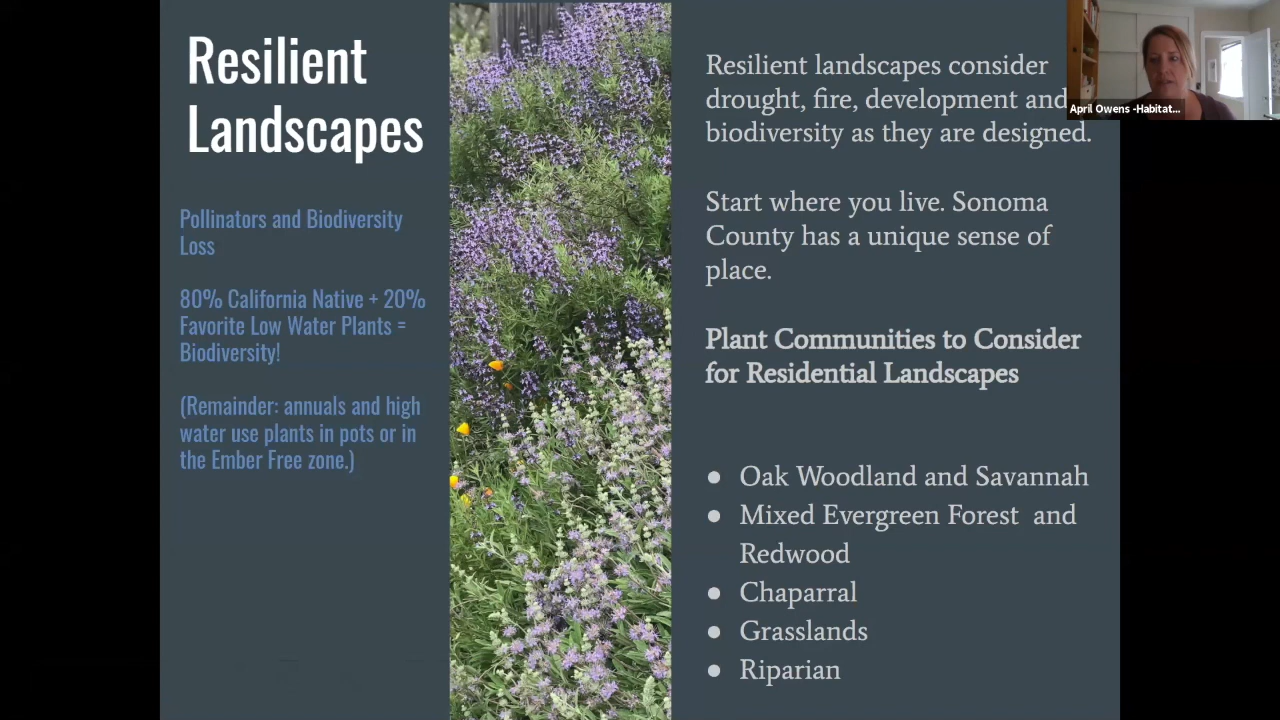 Resilient
Landscapes
Pollinators and Biodiversity
Loss
80% California Native + 20%
Favorite Low Water Plants =
Biodiversity!
(Remainder: annuals and high
water use plants in pots or in
the Ember Free zone.)
Resilient landscapes consider
drought, fire, development and
biodiversity as they are designed.
Start where you live. Sonoma
County has a unique sense of
place.
Plant Communities to Consider
for Residential Landscapes
● Oak Woodland and Savannah
● Mixed Evergreen Forest and
Redwood
● Chaparral
● Grasslands
● Riparian
April Owens -Habitat...